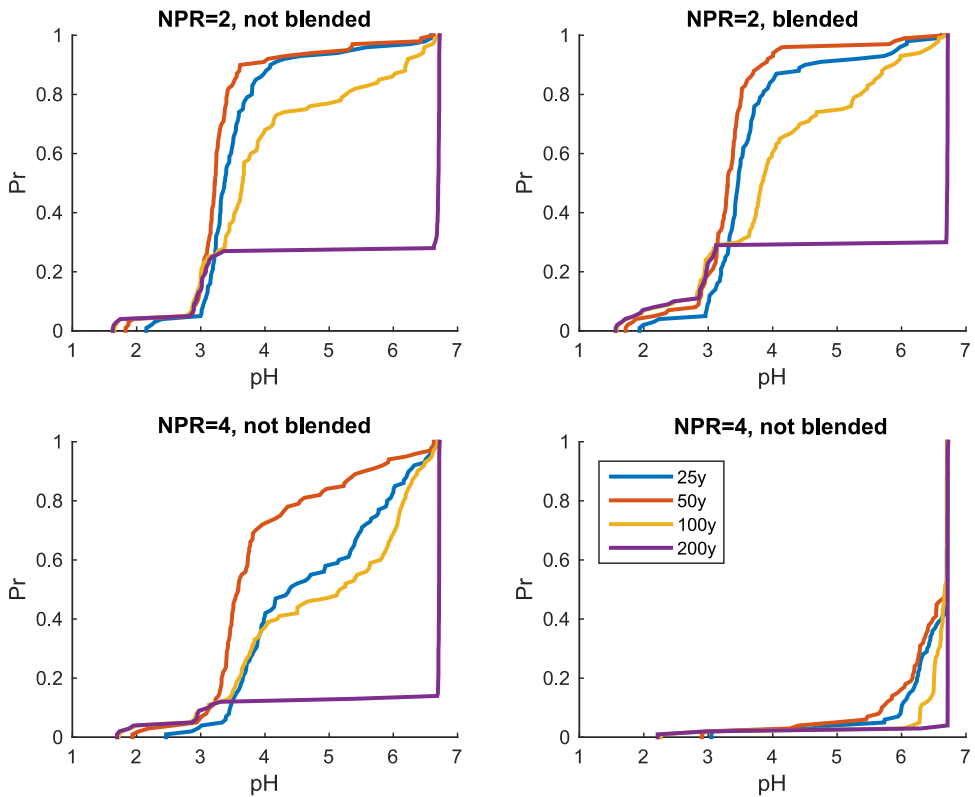 NPR=2, not blended
1
0.8
0.6
0.4
0.2
0
Pr
1 2 3 4 5 6 7
pH
NPR=2, blended
1
0.8
0.6
0.4
0.2
0
Pr
1 2 3 4 5 6 7
pH
NPR=4, not blended
1
0.8
0.6
0.4
0.2
0
Pr
1 2 3 4 5 6 7
pH
NPR=4, not blended
1
0.8
0.6
0.4
0.2
0
Pr
25y
50y
100y
200y
1 2 3 4 5 6 7
pH